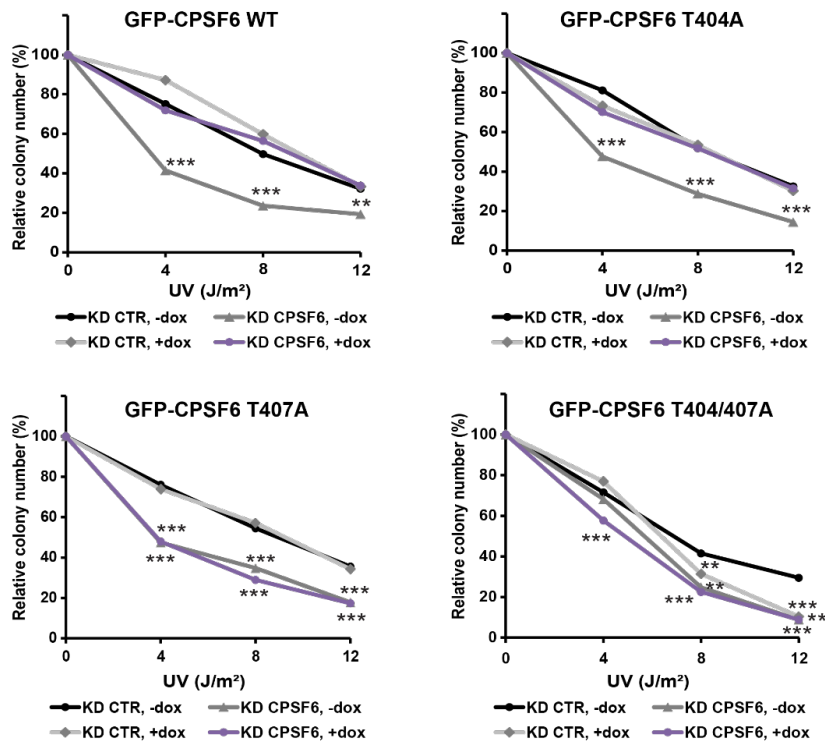 GFP-CPSF6 WT
Relative colony number (%)
100
80
60
40
20
0
***
***
**
0 4 8 12
UV (J/m²)
KD CTR, -dox KD CPSF6, -dox
KD CTR, +dox KD CPSF6, +dox
GFP-CPSF6 T404A
Relative colony number (%)
100
80
60
40
20
0
***
***
***
0 4 8 12
UV (J/m²)
KD CTR, -dox KD CPSF6, -dox
KD CTR, +dox KD CPSF6, +dox
GFP-CPSF6 T407A
Relative colony number (%)
100
80
60
40
20
0
***
***
***
***
***
***
0 4 8 12
UV (J/m²)
KD CTR, -dox KD CPSF6, -dox
KD CTR, +dox KD CPSF6, +dox
GFP-CPSF6 T404/407A
Relative colony number (%)
100
80
60
40
20
0
***
**
**
***
***
**
***
0 4 8 12
UV (J/m²)
KD CTR, -dox KD CPSF6, -dox
KD CTR, +dox KD CPSF6, +dox